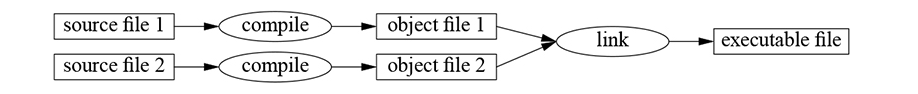 source file 1
compile
object file 1
source file 2
compile
object file 2
link
executable file